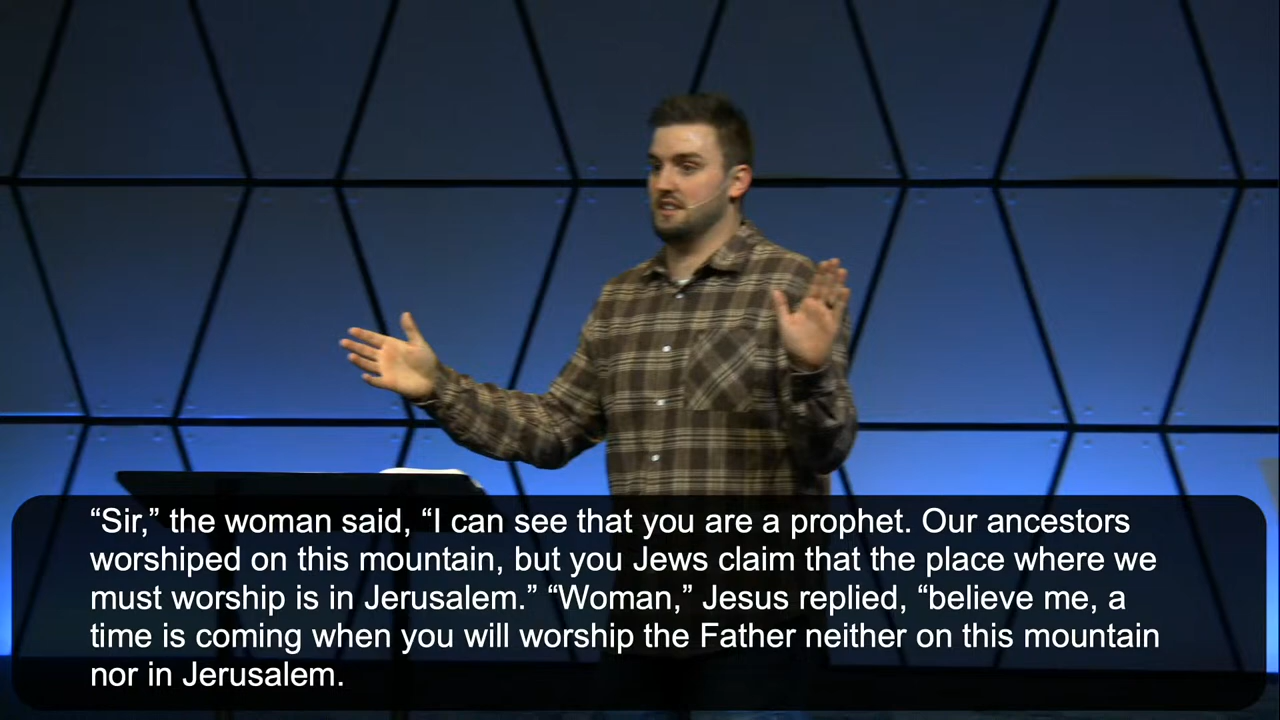 “Sir,” the woman said, “I can see that you are a prophet. Our ancestors
worshiped on this mountain, but you Jews claim that the place where we
must worship is in Jerusalem.” “Woman,” Jesus replied, “believe me, a
time is coming when you will worship the Father neither on this mountain
nor in Jerusalem.